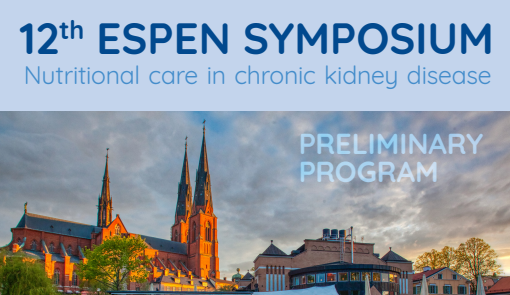 12th ESPEN SYMPOSIUM
Nutritional care in chronic kidney disease
PRELIMINARY
PROGRAM